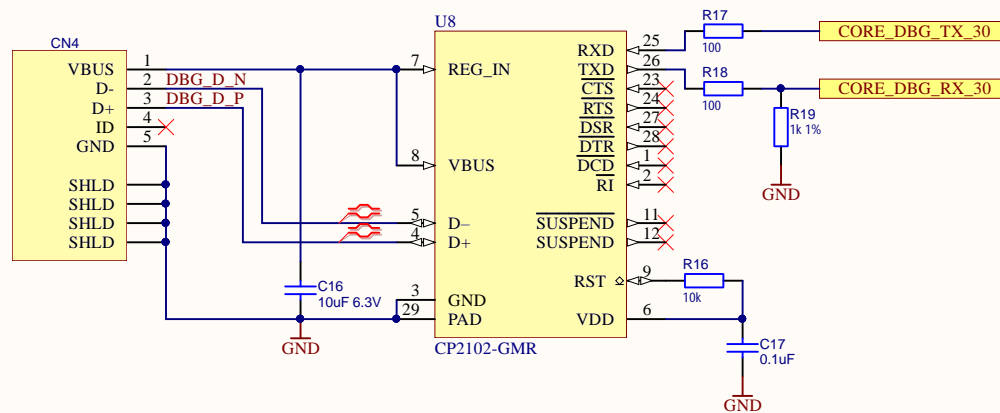 U8
CN4
VBUS
D-
D+
ID
GND
SHLD
SHLD
SHLD
SHLD
1
2
3
4
5
DBG_D_N
DBG_D_P
C16
10uF 6.3V
GND
7
8
5
4
3
29
REG_IN
VBUS
D−
D+
GND
PAD
RXD
TXD
CTS
RTS
DSR
DTR
DCD
RI
SUSPEND
SUSPEND
RST
VDD
25
26
23
24
27
28
1
2
11
12
9
6
CP2102-GMR
R17
100
CORE_DBG_TX_30
R18
100
CORE_DBG_RX_30
R19
1k 1%
GND
R16
10k
C17
0.1uF
GND